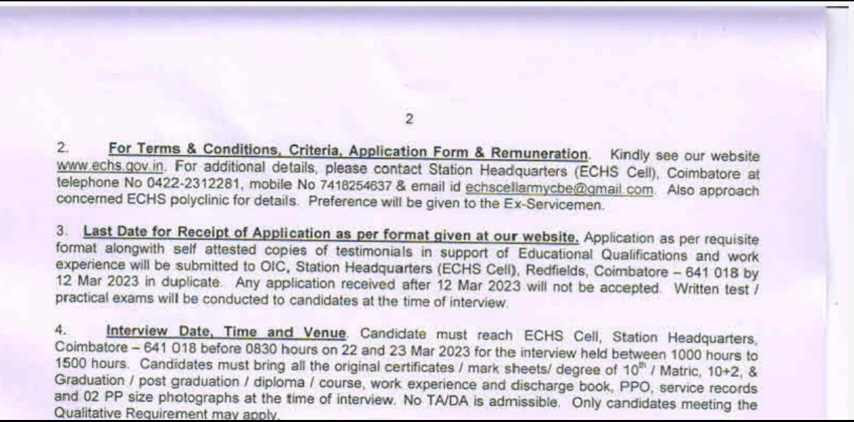 2
2. For Terms & Conditions, Criteria, Application Form & Remuneration. Kindly see our website
www.echs.gov.in. For additional details, please contact Station Headquarters (ECHS Cell), Coimbatore at
telephone No 0422-2312281, mobile No 7418254637 & email id echscellarmycbe@gmail.com. Also approach
concerned ECHS polyclinic for details. Preference will be given to the Ex-Servicemen.
3. Last Date for Receipt of Application as per format given at our website. Application as per requisite
format alongwith self attested copies of testimonials in support of Educational Qualifications and work
experience will be submitted to OIC, Station Headquarters (ECHS Cell), Redfields, Coimbatore – 641 018 by
12 Mar 2023 in duplicate. Any application received after 12 Mar 2023 will not be accepted. Written test /
practical exams will be conducted to candidates at the time of interview.
4. Interview Date, Time and Venue. Candidate must reach ECHS Cell, Station Headquarters,
Coimbatore – 641 018 before 0830 hours on 22 and 23 Mar 2023 for the interview held between 1000 hours to
1500 hours. Candidates must bring all the original certificates / mark sheets/ degree of 10th / Matric, 10+2, &
Graduation / post graduation / diploma / course, work experience and discharge book, PPO, service records
and 02 PP size photographs at the time of interview. No TA/DA is admissible. Only candidates meeting the
Qualitative Requirement may apply.